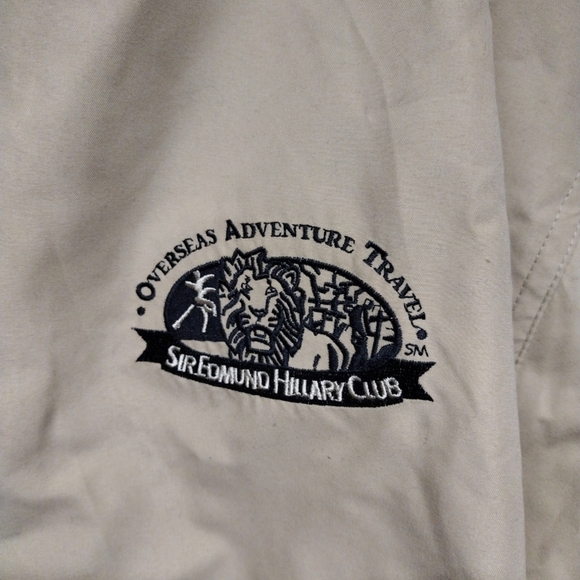 • OVERSEAS ADVENTURE TRAVEL •
SM
SIR EDMUND HILLARY CLUB